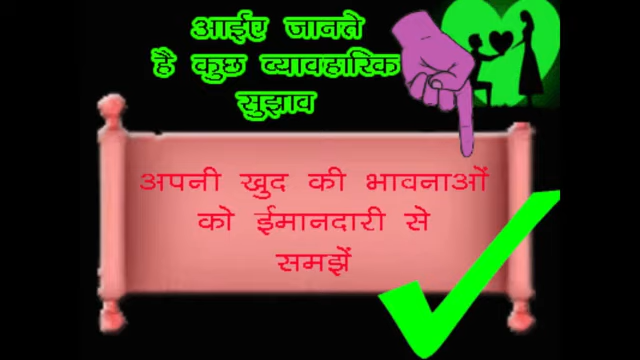 आईए जानते
है कुछ व्यावहारिक
सुझाव
अपनी खुद की भावनाओं
को ईमानदारी से
समझें